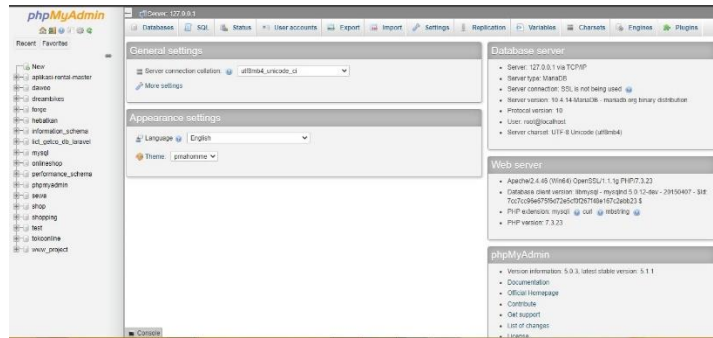 phpMyAdmin
Recent Favorites
New
aplikasi-rental-master
davoo
dreambikes
forge
hebatkan
information_schema
mysql
onlineshop
performance_schema
phpmyadmin
sewa
shop
shopping
test
tokoonline
www_project
Server: 127.0.0.1
Databases SQL Status User accounts Export Import Settings Replication Variables Charsets Engines Plugins
General settings
Server connection collation: utf8mb4_unicode_ci
More settings
Appearance settings
Language English
Theme: pmahomme
Console
Database server
Server: 127.0.0.1 via TCP/IP
Server type: MariaDB
Server connection: SSL is not being used
Server version: 10.4.14-MariaDB - mariadb.org binary distribution
Protocol version: 10
User: root@localhost
Server charset: UTF-8 Unicode (utf8mb4)
Web server
Apache/2.4.46 (Win64) OpenSSL/1.1.1g PHP/7.3.23
Database client version: libmysql - mysqlnd 5.0.12-dev - 20150407 - $Id:
PHP extension: mysqli curl mbstring
PHP version: 7.3.23
phpMyAdmin
Version information: 5.0.3, latest stable version: 5.1.1
Documentation
Official Homepage
Contribute
Get support
List of changes
License